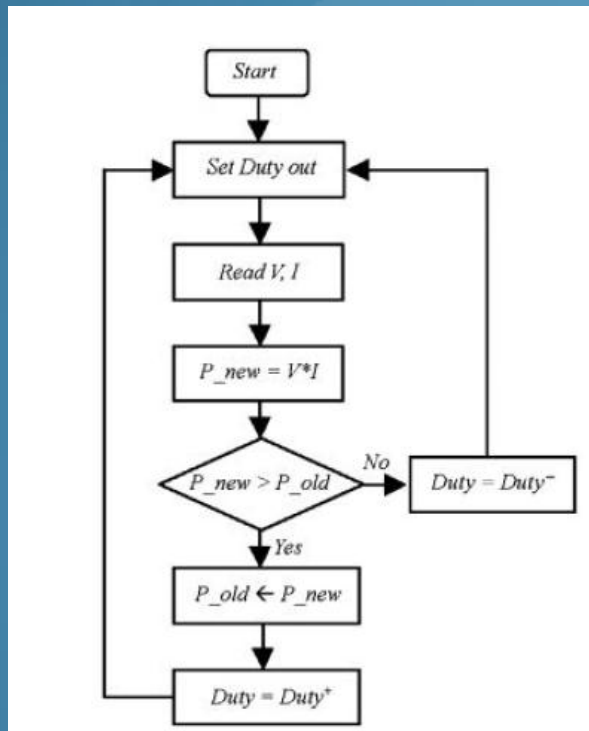 Start
Set Duty out
Read V, I
P_new = V*I
P_new > P_old
No
Duty = Duty⁻
Yes
P_old ← P_new
Duty = Duty⁺